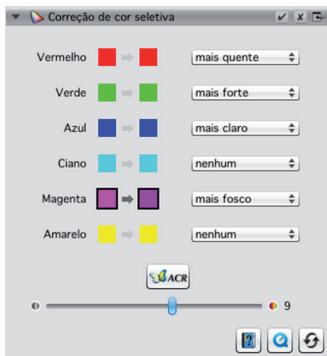 Correção de cor seletiva
Vermelho mais quente
Verde mais forte
Azul mais claro
Ciano nenhum
Magenta mais fosco
Amarelo nenhum
ACR
9
?